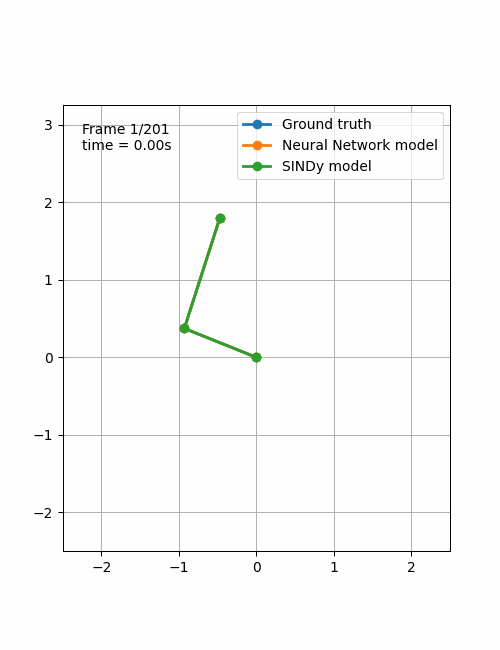 Frame 1/201
time = 0.00s
Ground truth
Neural Network model
SINDy model
3
2
1
0
−1
−2
−2 −1 0 1 2